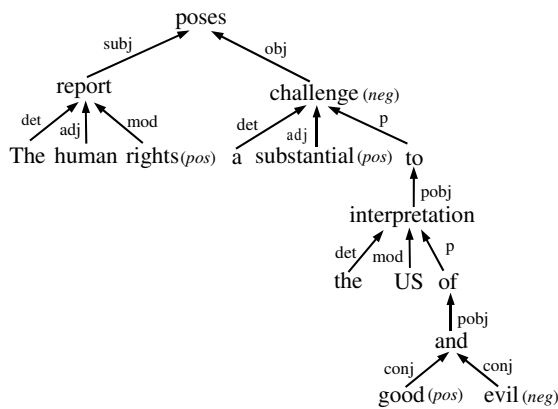 poses
subj obj
report challenge (neg)
det adj mod det adj p
The human rights (pos) a substantial (pos) to
pobj
interpretation
det mod p
the US of
pobj
and
conj conj
good (pos) evil (neg)